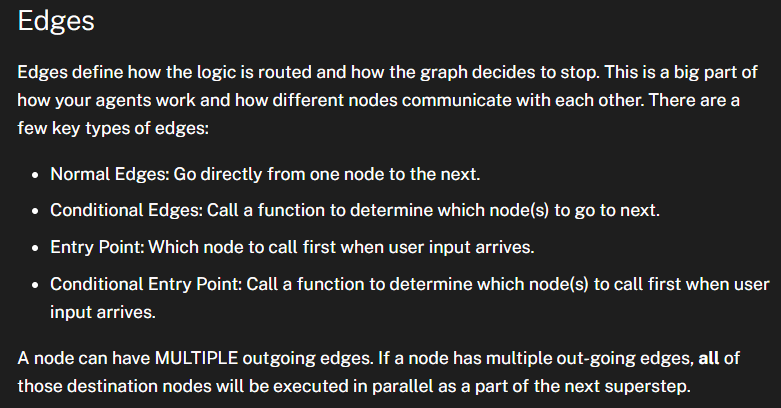 Edges
Edges define how the logic is routed and how the graph decides to stop. This is a big part of
how your agents work and how different nodes communicate with each other. There are a
few key types of edges:
• Normal Edges: Go directly from one node to the next.
• Conditional Edges: Call a function to determine which node(s) to go to next.
• Entry Point: Which node to call first when user input arrives.
• Conditional Entry Point: Call a function to determine which node(s) to call first when user
input arrives.
A node can have MULTIPLE outgoing edges. If a node has multiple out-going edges, all of
those destination nodes will be executed in parallel as a part of the next superstep.